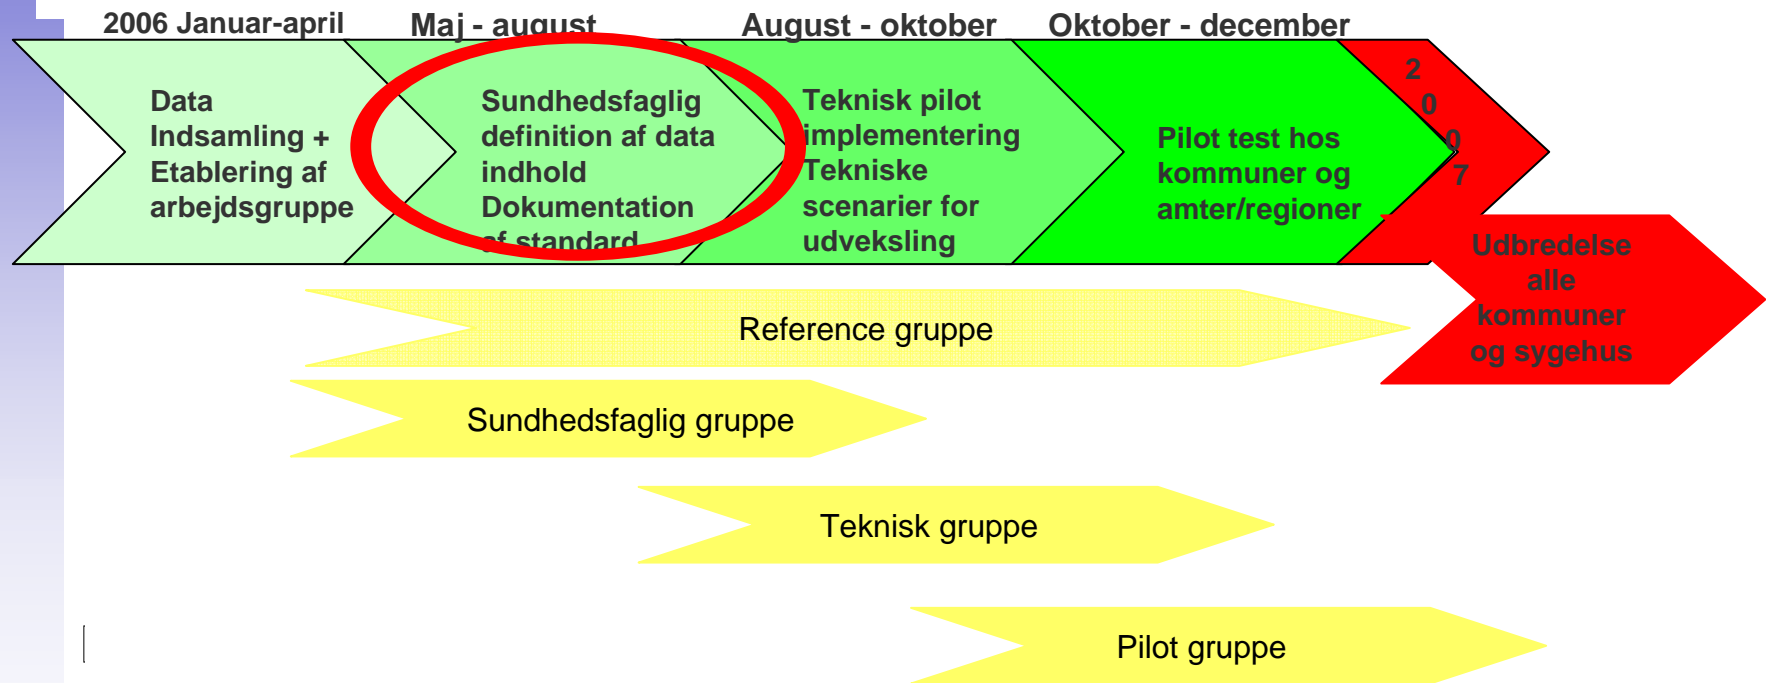 2006 Januar-april
Maj - august
August - oktober
Oktober - december
Data
Indsamling +
Etablering af
arbejdsgruppe
Sundhedsfaglig
definition af data
indhold
Dokumentation
af standard
Teknisk pilot
implementering
Tekniske
scenarier for
udveksling
Pilot test hos
kommuner og
amter/regioner
2
0
0
7
Udbredelse
alle
kommuner
og sygehus
Reference gruppe
Sundhedsfaglig gruppe
Teknisk gruppe
Pilot gruppe